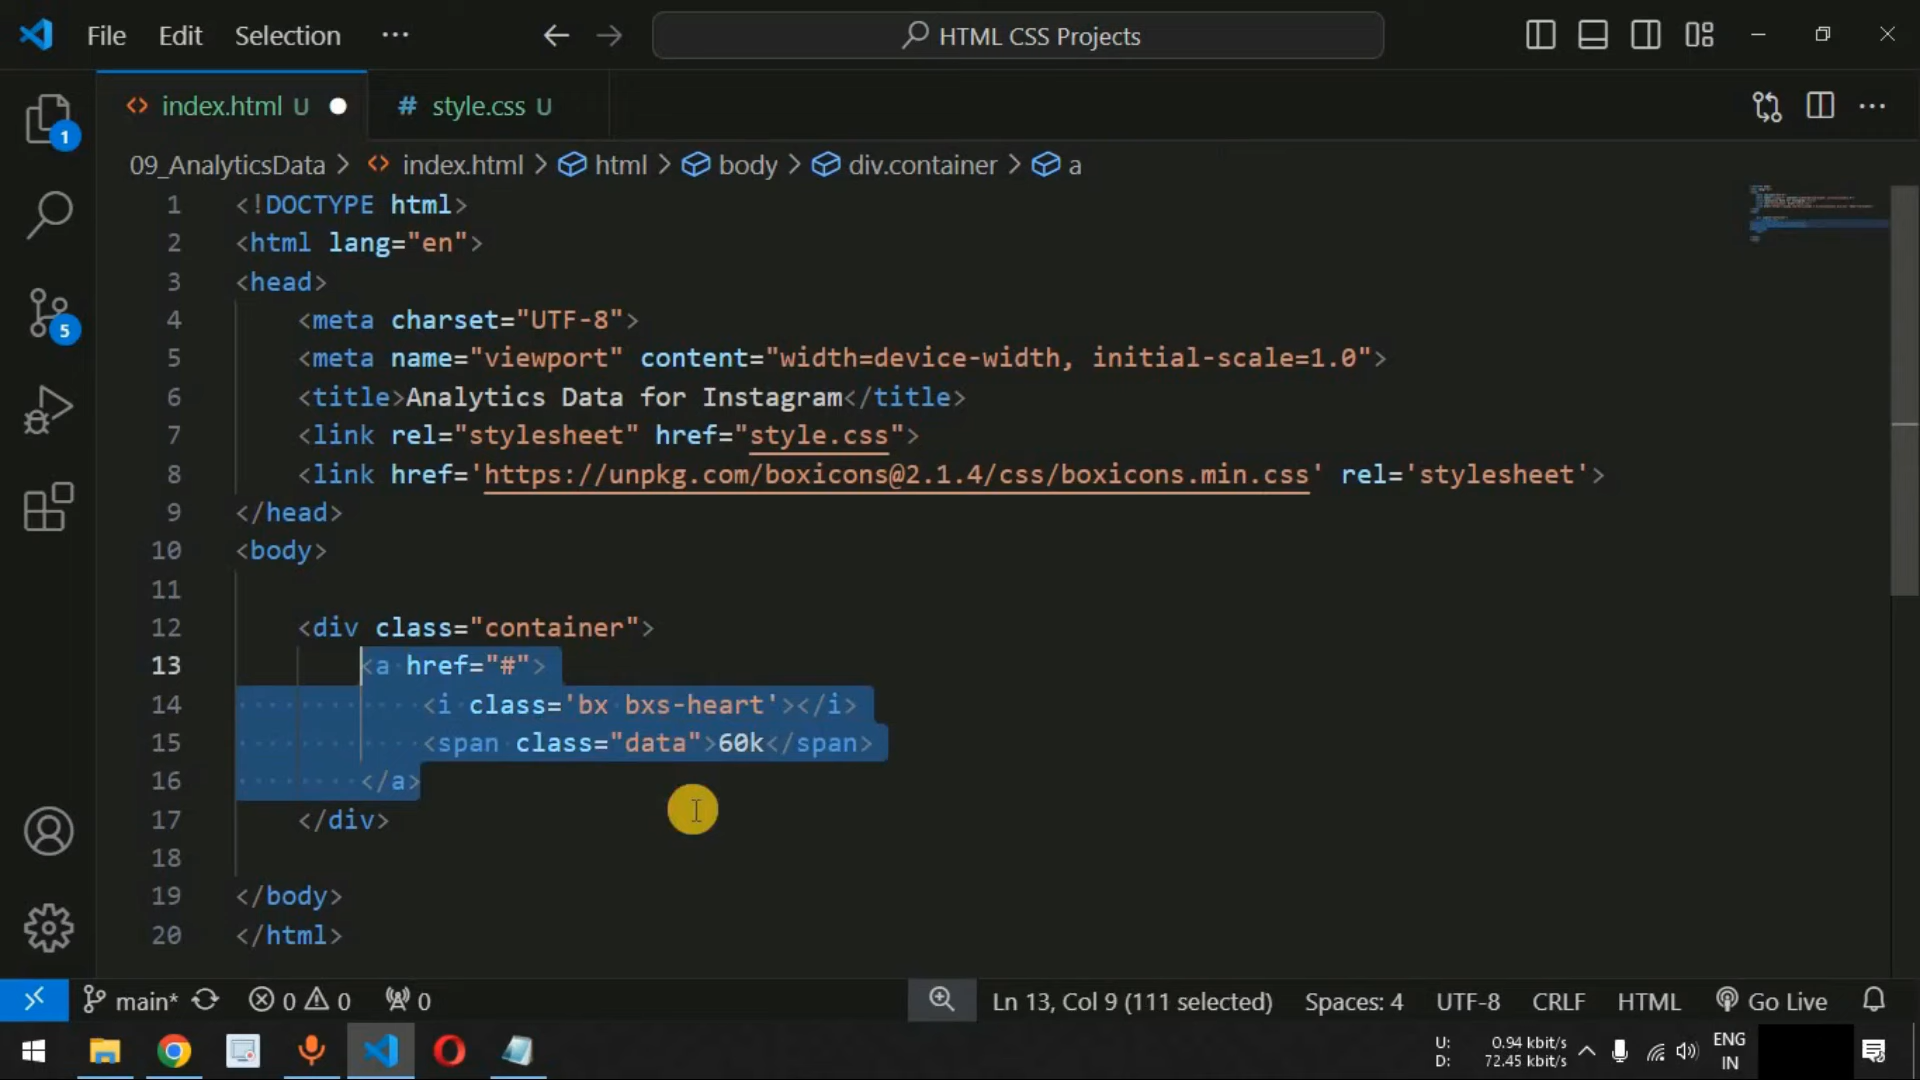 File Edit Selection ··· HTML CSS Projects
index.html U # style.css U
09_AnalyticsData > index.html > html > body > div.container > a
1 <!DOCTYPE html>
2 <html lang="en">
3 <head>
4 <meta charset="UTF-8">
5 <meta name="viewport" content="width=device-width, initial-scale=1.0">
6 <title>Analytics Data for Instagram</title>
7 <link rel="stylesheet" href="style.css">
8 <link href='https://unpkg.com/boxicons@2.1.4/css/boxicons.min.css' rel='stylesheet'>
9 </head>
10 <body>
11
12 <div class="container">
13 <a href="#">
14 <i class='bx bxs-heart'></i>
15 <span class="data">60k</span>
16 </a>
17 </div>
18
19 </body>
20 </html>
1
5
main* 0 0 0 Ln 13, Col 9 (111 selected) Spaces: 4 UTF-8 CRLF HTML Go Live
U: 0.94 kbit/s
D: 72.45 kbit/s
ENG
IN